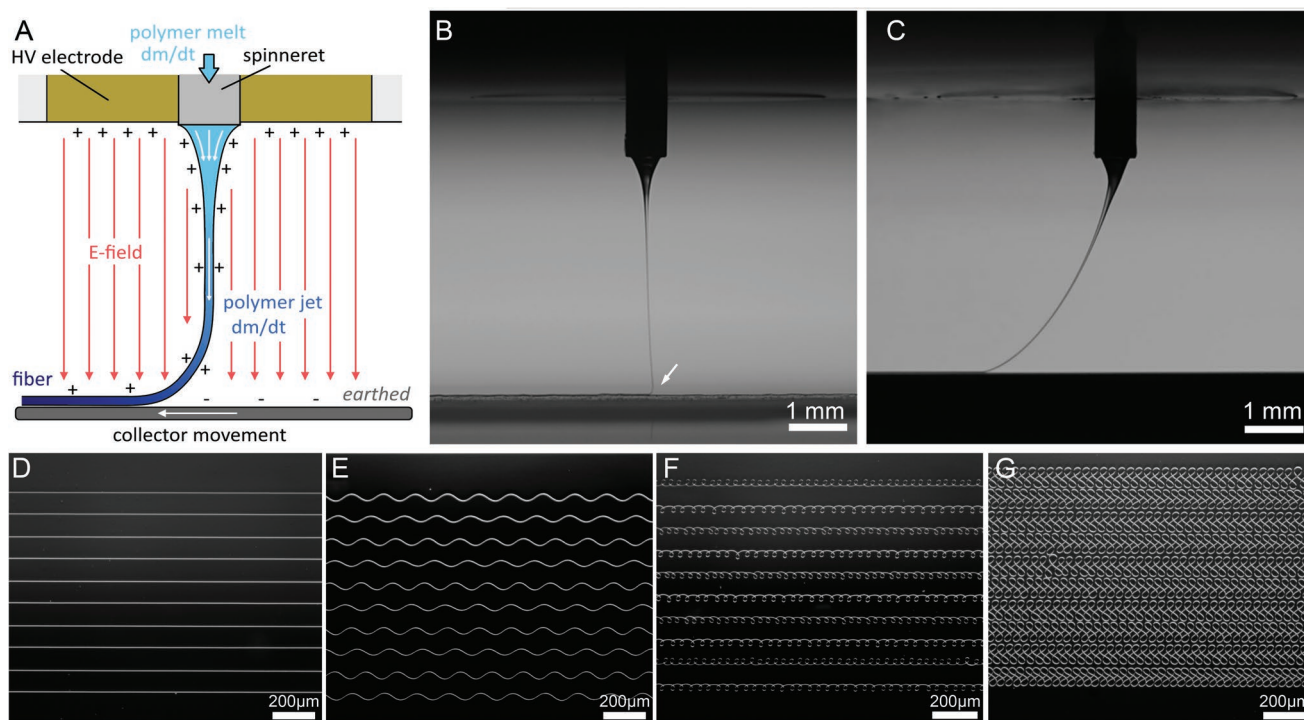 A
polymer melt
dm/dt
HV electrode
spinneret
+ + + +
+ + + +
+ +
+ +
+ +
E-field
+ +
polymer jet
dm/dt
+
+
fiber
+ +
- - -
earthed
collector movement
B
1 mm
C
1 mm
D
200µm
E
200µm
F
200µm
G
200µm